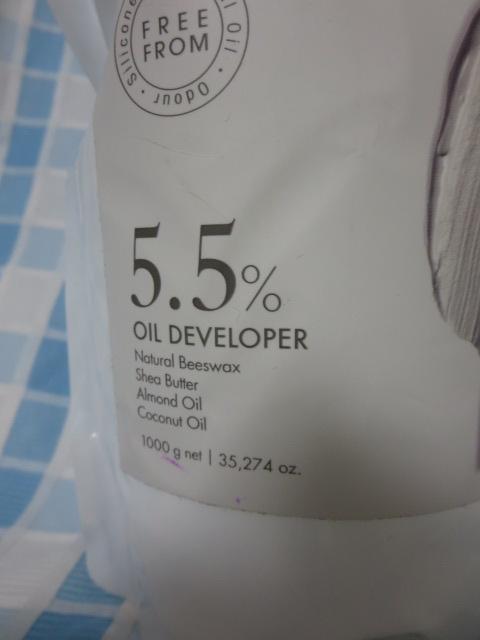 FREE
FROM
Silicone
Oil
Odour
5.5%
OIL DEVELOPER
Natural Beeswax
Shea Butter
Almond Oil
Coconut Oil
1000 g net | 35,274 oz.